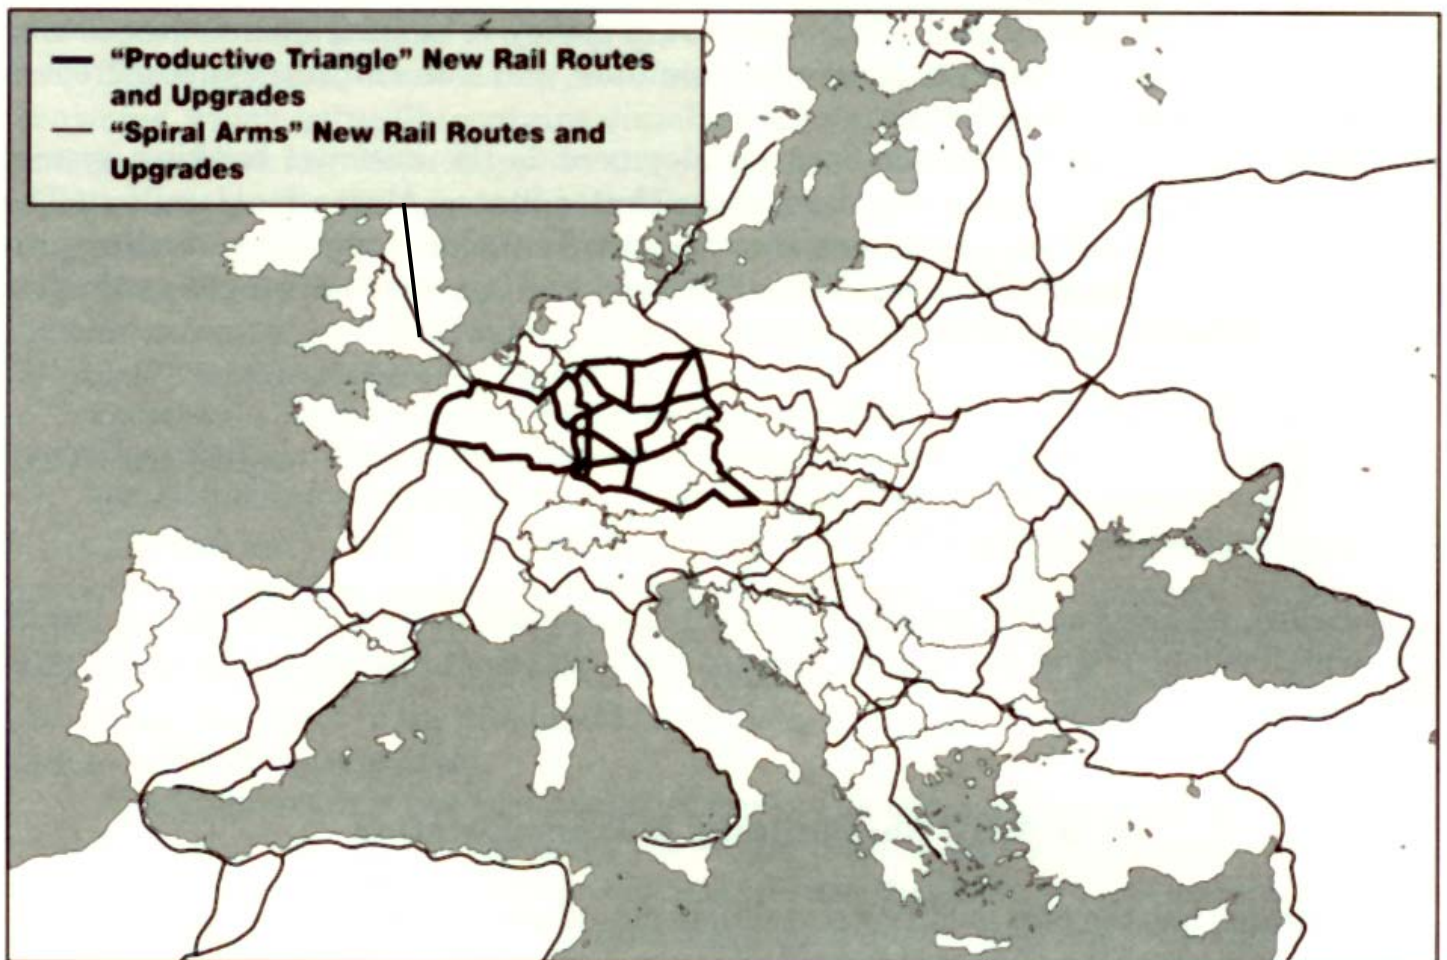 “Productive Triangle” New Rail Routes
and Upgrades
“Spiral Arms” New Rail Routes and
Upgrades